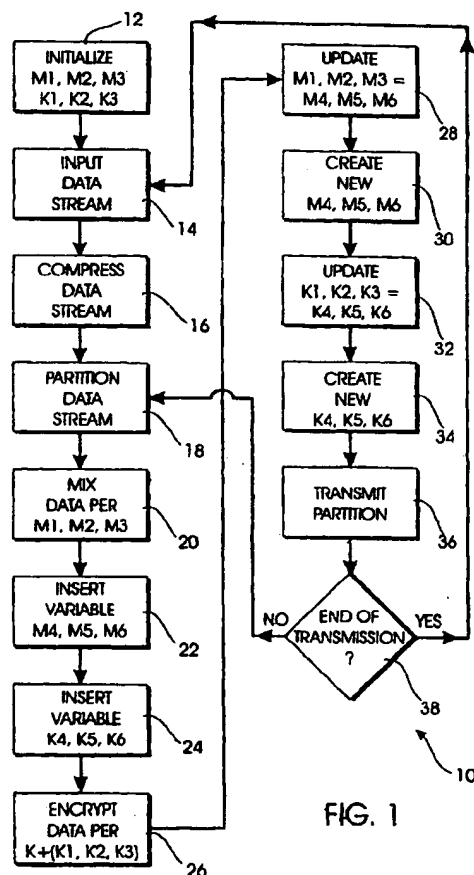 12
INITIALIZE
M1, M2, M3
K1, K2, K3
INPUT
DATA
STREAM
14
COMPRESS
DATA
STREAM
16
PARTITION
DATA
STREAM
18
MIX
DATA PER
M1, M2, M3
20
INSERT
VARIABLE
M4, M5, M6
22
INSERT
VARIABLE
K4, K5, K6
24
ENCRYPT
DATA PER
K+(K1, K2, K3)
26
UPDATE
M1, M2, M3 =
M4, M5, M6
28
CREATE
NEW
M4, M5, M6
30
UPDATE
K1, K2, K3 =
K4, K5, K6
32
CREATE
NEW
K4, K5, K6
34
TRANSMIT
PARTITION
36
NO
END OF
TRANSMISSION
?
YES
38
10
FIG. 1